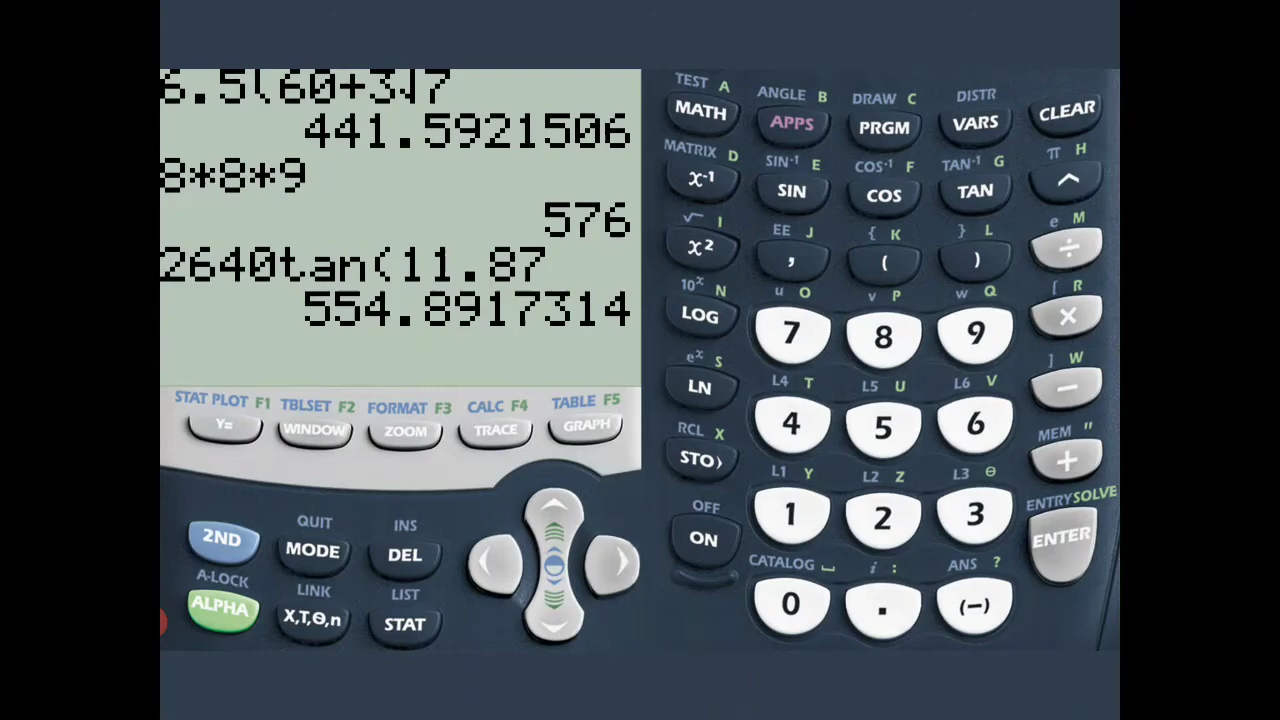 6.5(60+3√7
441.5921506
8*8*9
576
2640tan(11.87
554.8917314
STAT PLOT F1 TBLSET F2 FORMAT F3 CALC F4 TABLE F5
Y= WINDOW ZOOM TRACE GRAPH
QUIT INS
2ND MODE DEL
A-LOCK LINK LIST
ALPHA X,T,Θ,n STAT
TEST A ANGLE B DRAW C DISTR
MATH APPS PRGM VARS CLEAR
MATRIX D SIN-1 E COS-1 F TAN-1 G π H
x-1 SIN COS TAN ^
√ I EE J { K } L e M
x2 , ( ) ÷
10x N u O v P w Q [ R
LOG 7 8 9 ×
ex S L4 T L5 U L6 V ] W
LN 4 5 6 −
RCL X L1 Y L2 Z L3 Θ MEM "
STO› 1 2 3 +
OFF CATALOG ⎵ i : ANS ? ENTRY SOLVE
ON 0 . (−) ENTER